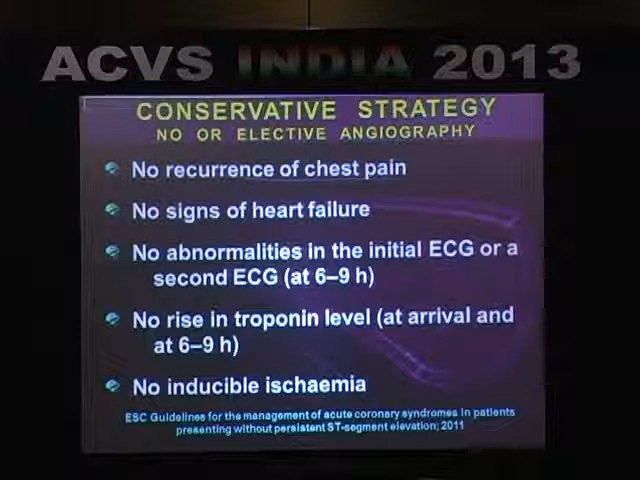 ACVS INDIA 2013
CONSERVATIVE STRATEGY
NO OR ELECTIVE ANGIOGRAPHY
No recurrence of chest pain
No signs of heart failure
No abnormalities in the initial ECG or a
second ECG (at 6–9 h)
No rise in troponin level (at arrival and
at 6–9 h)
No inducible ischaemia
ESC Guidelines for the management of acute coronary syndromes in patients
presenting without persistent ST-segment elevation; 2011